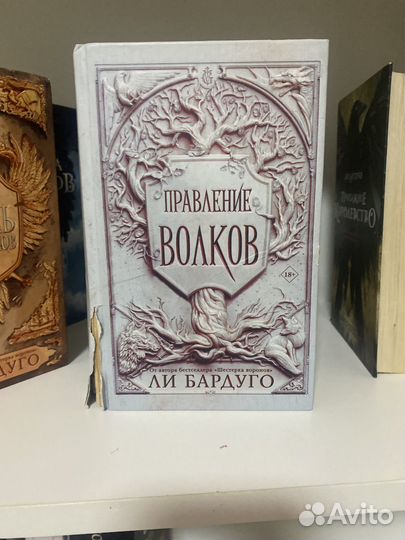 ПРАВЛЕНИЕ
ВОЛКОВ
18+
От автора бестселлера «Шестерка воронов»
ЛИ БАРДУГО
Avito